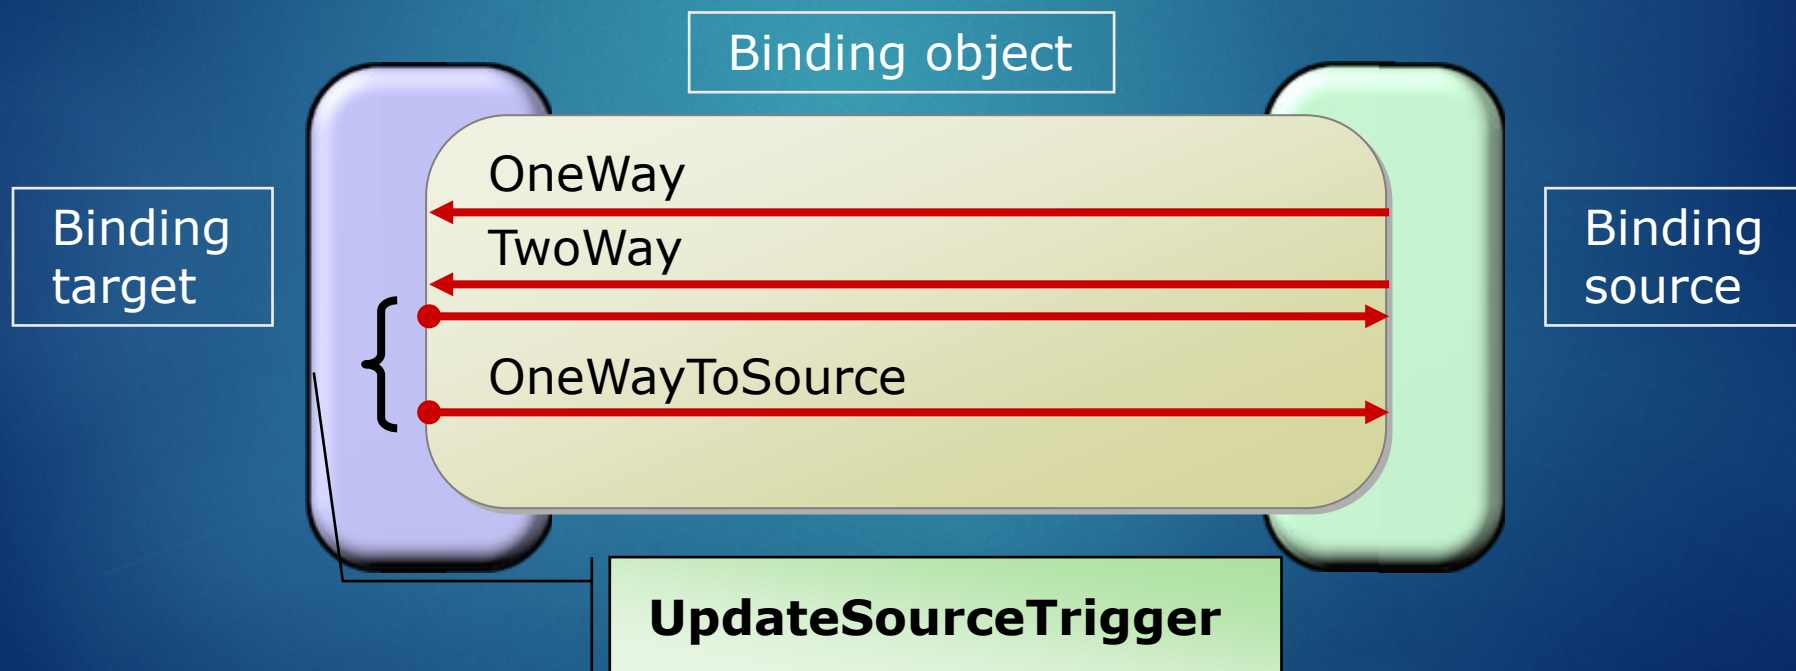 Binding object
Binding
target
OneWay
TwoWay
OneWayToSource
Binding
source
UpdateSourceTrigger